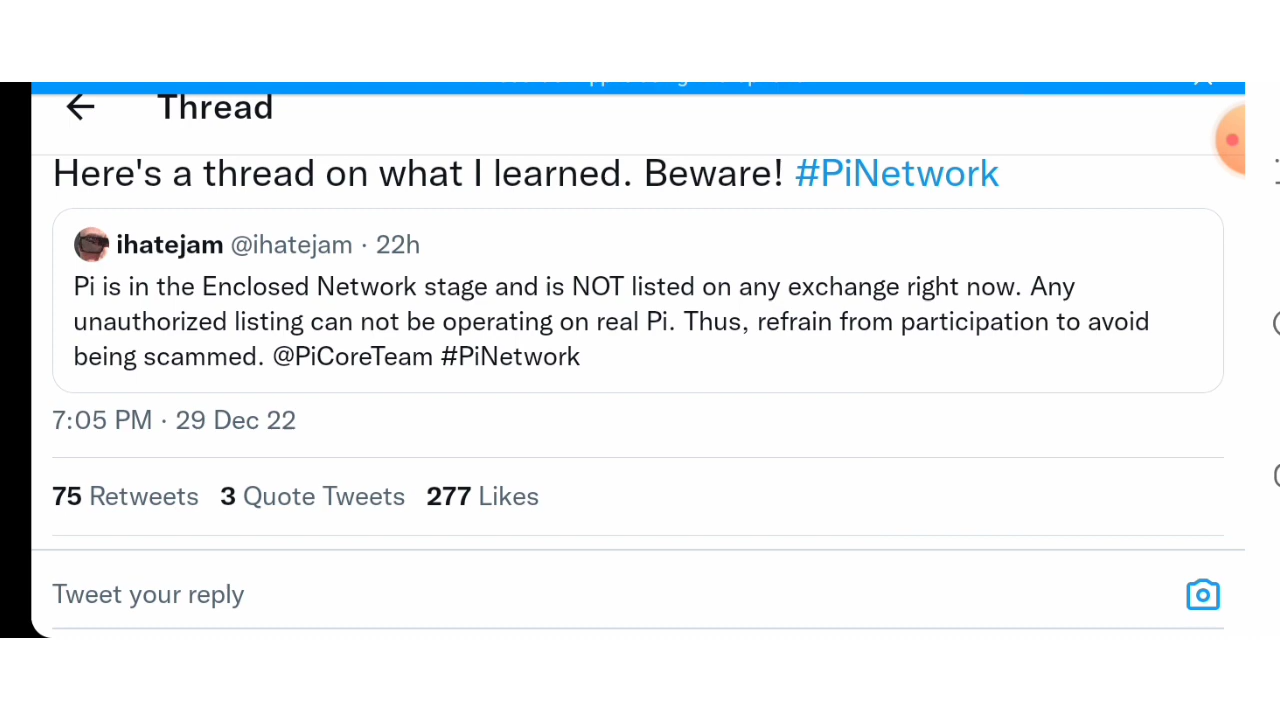 Thread
Here's a thread on what I learned. Beware! #PiNetwork
ihatejam @ihatejam · 22h
Pi is in the Enclosed Network stage and is NOT listed on any exchange right now. Any
unauthorized listing can not be operating on real Pi. Thus, refrain from participation to avoid
being scammed. @PiCoreTeam #PiNetwork
7:05 PM · 29 Dec 22
75 Retweets 3 Quote Tweets 277 Likes
Tweet your reply